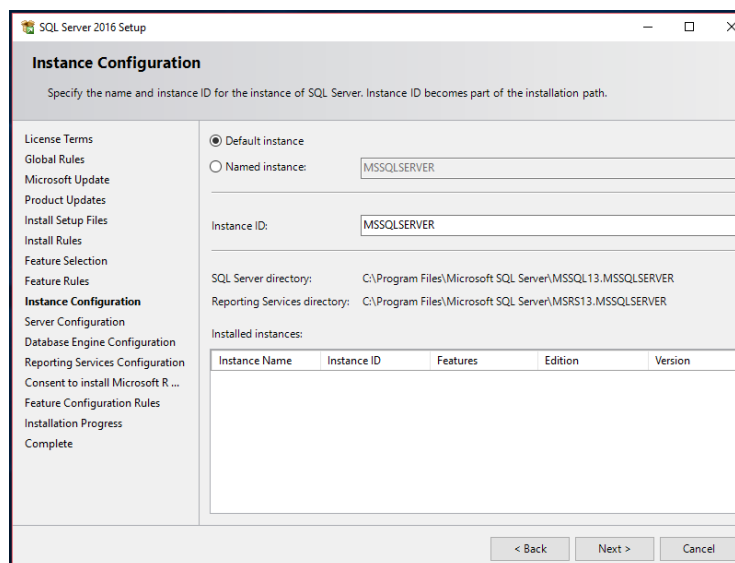 SQL Server 2016 Setup
Instance Configuration
Specify the name and instance ID for the instance of SQL Server. Instance ID becomes part of the installation path.
License Terms
Global Rules
Microsoft Update
Product Updates
Install Setup Files
Install Rules
Feature Selection
Feature Rules
Instance Configuration
Server Configuration
Database Engine Configuration
Reporting Services Configuration
Consent to install Microsoft R ...
Feature Configuration Rules
Installation Progress
Complete
Default instance
Named instance: MSSQLSERVER
Instance ID: MSSQLSERVER
SQL Server directory: C:\Program Files\Microsoft SQL Server\MSSQL13.MSSQLSERVER
Reporting Services directory: C:\Program Files\Microsoft SQL Server\MSRS13.MSSQLSERVER
Installed instances:
Instance Name Instance ID Features Edition Version
< Back Next > Cancel